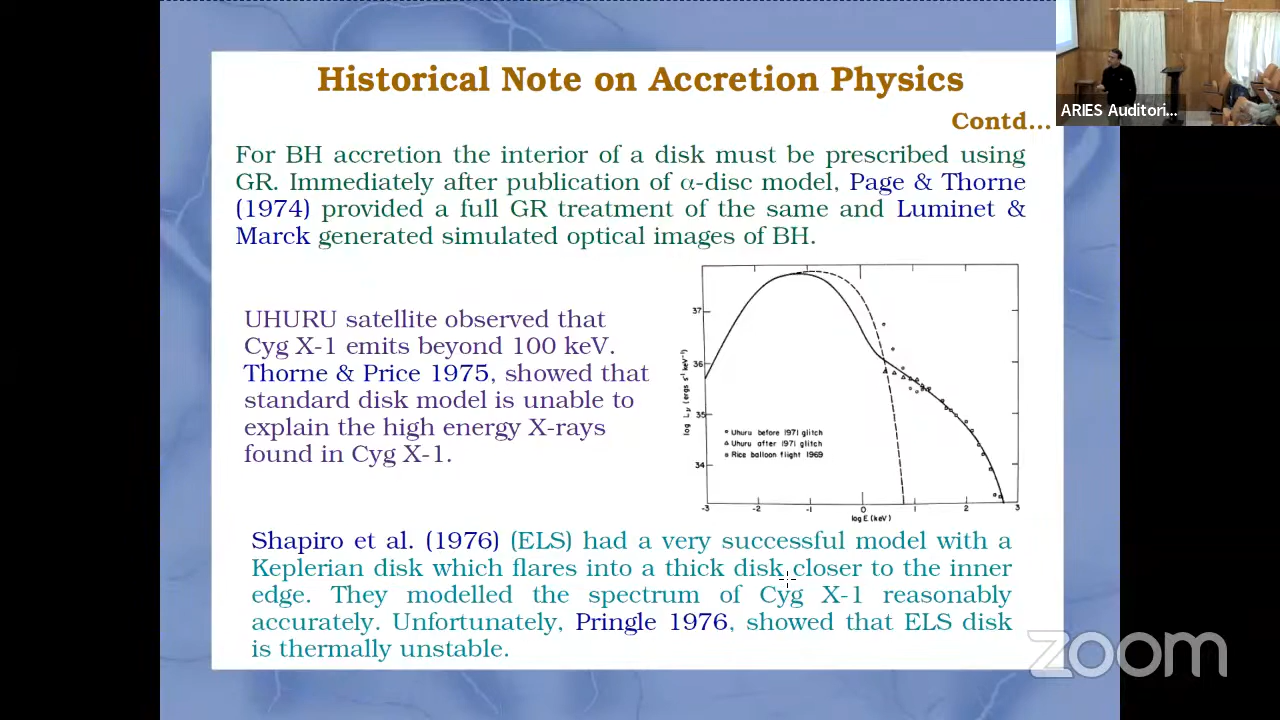 Historical Note on Accretion Physics
Contd...
ARIES Auditori...
For BH accretion the interior of a disk must be prescribed using
GR. Immediately after publication of α-disc model, Page & Thorne
(1974) provided a full GR treatment of the same and Luminet &
Marck generated simulated optical images of BH.
UHURU satellite observed that
Cyg X-1 emits beyond 100 keV.
Thorne & Price 1975, showed that
standard disk model is unable to
explain the high energy X-rays
found in Cyg X-1.
37
36
35
34
log Lν (ergs s⁻¹ keV⁻¹)
Uhuru before 1971 glitch
Uhuru after 1971 glitch
Rice balloon flight 1969
-3 -2 -1 0 1 2 3
log E (keV)
Shapiro et al. (1976) (ELS) had a very successful model with a
Keplerian disk which flares into a thick disk closer to the inner
edge. They modelled the spectrum of Cyg X-1 reasonably
accurately. Unfortunately, Pringle 1976, showed that ELS disk
is thermally unstable.
zoom